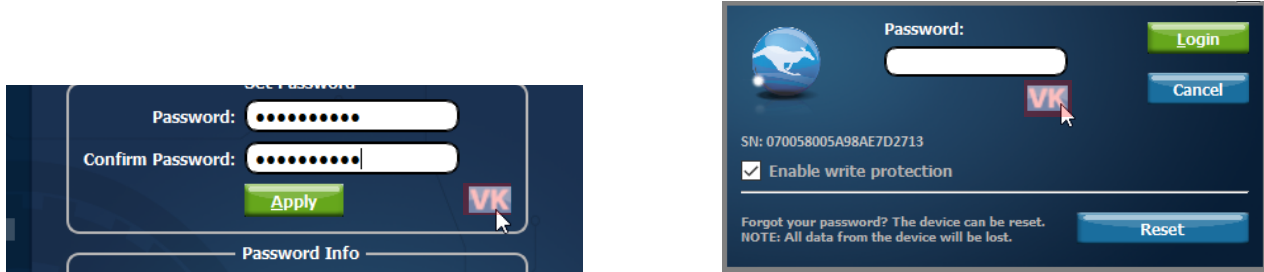 Set Password
Password:
Confirm Password:
Apply
VK
Password Info
Password:
Login
VK
Cancel
SN: 070058005A98AE7D2713
Enable write protection
Forgot your password? The device can be reset.
NOTE: All data from the device will be lost.
Reset